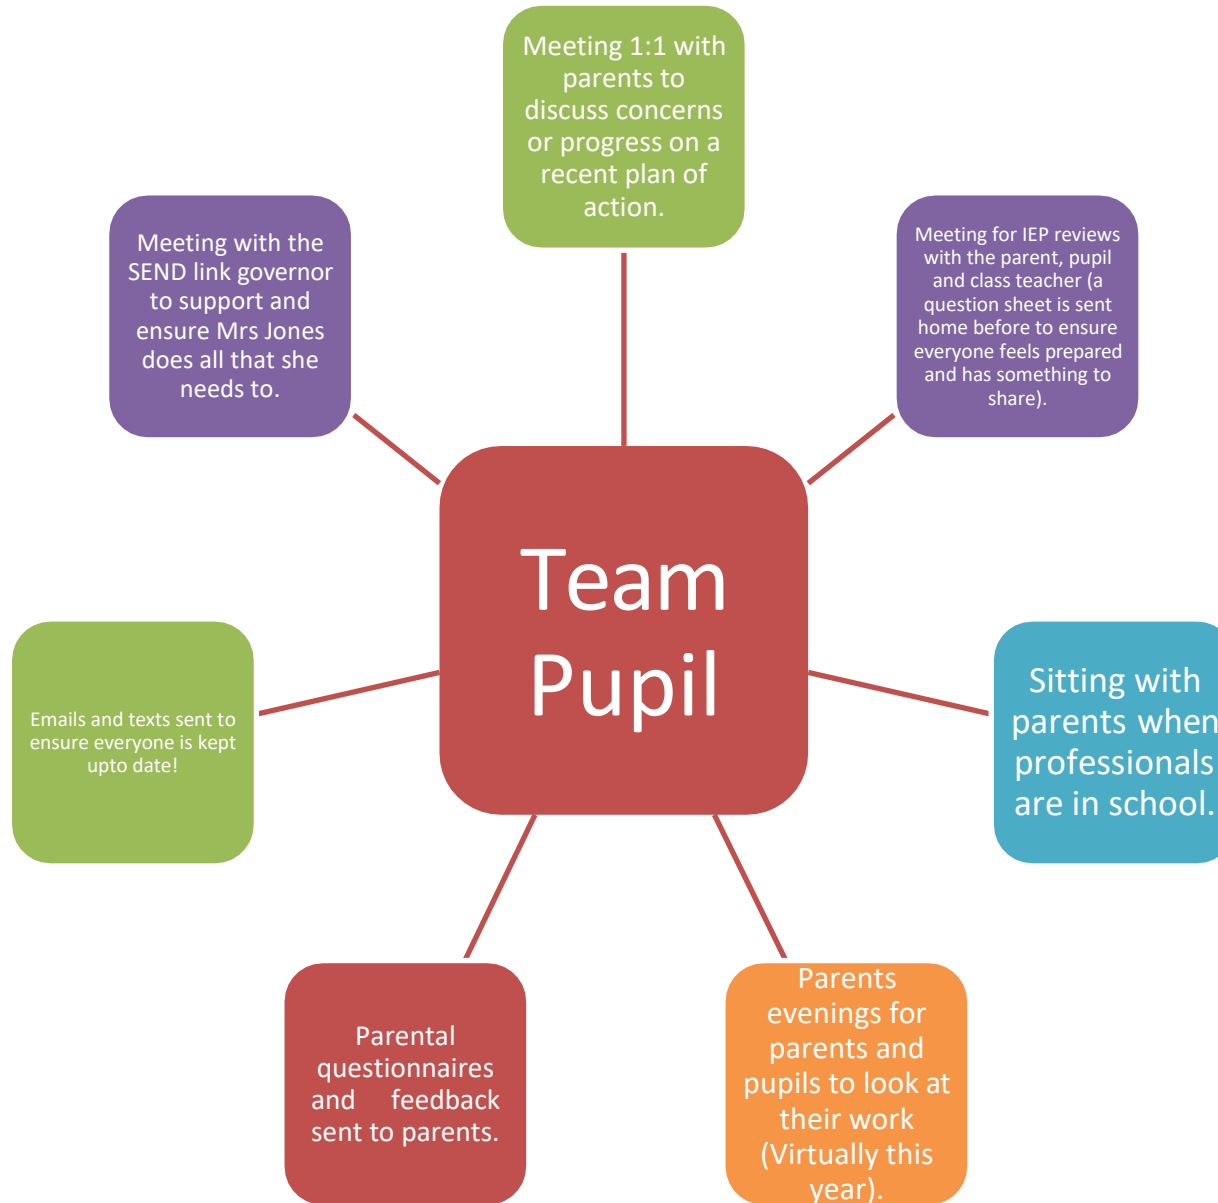 Meeting 1:1 with
parents to
discuss concerns
or progress on a
recent plan of
action.
Meeting for IEP reviews
with the parent, pupil
and class teacher (a
question sheet is sent
home before to ensure
everyone feels prepared
and has something to
share).
Sitting with
parents when
professionals
are in school.
Parents
evenings for
parents and
pupils to look at
their work
(Virtually this
year).
Parental
questionnaires
and feedback
sent to parents.
Emails and texts sent to
ensure everyone is kept
upto date!
Meeting with the
SEND link governor
to support and
ensure Mrs Jones
does all that she
needs to.
Team
Pupil